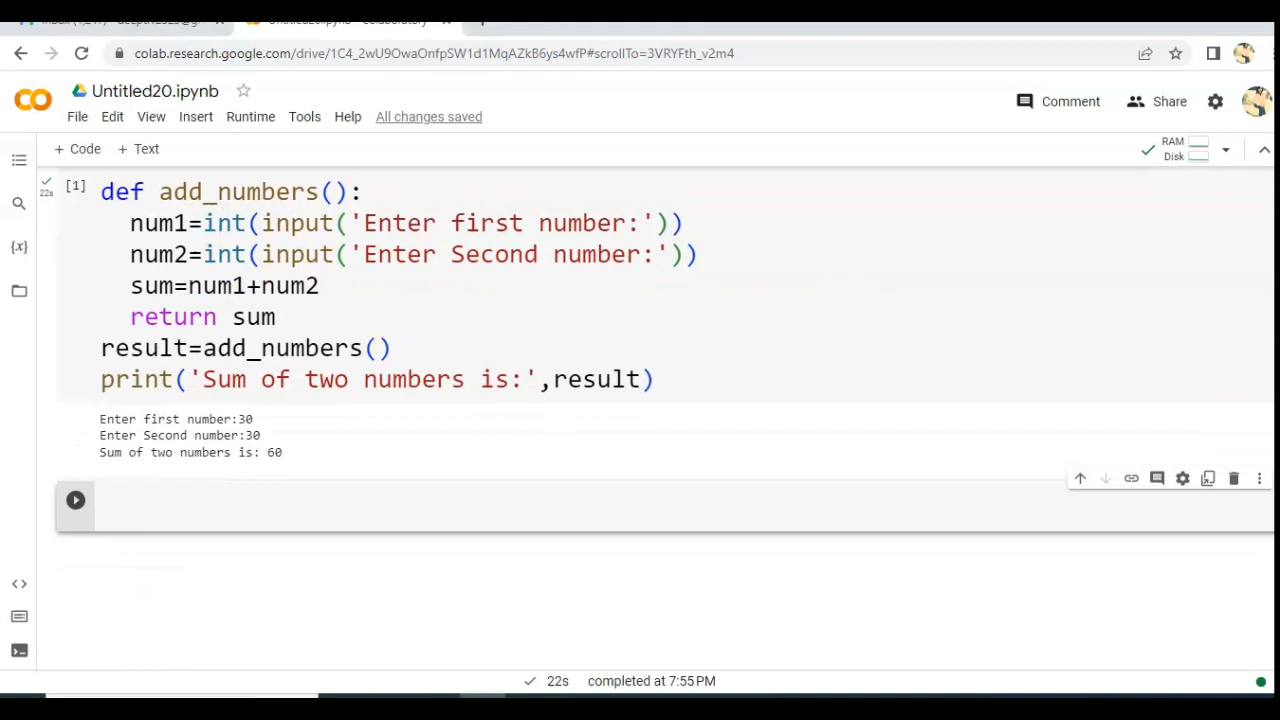 colab.research.google.com/drive/1C4_2wU9OwaOnfpSW1d1MqAZkB6ys4wfP#scrollTo=3VRYFth_v2m4
CO Untitled20.ipynb
Comment Share
File Edit View Insert Runtime Tools Help All changes saved
+ Code + Text RAM Disk
[1] def add_numbers():
22s
num1=int(input('Enter first number:'))
num2=int(input('Enter Second number:'))
{x}
sum=num1+num2
return sum
result=add_numbers()
print('Sum of two numbers is:',result)
Enter first number:30
Enter Second number:30
Sum of two numbers is: 60
22s completed at 7:55 PM